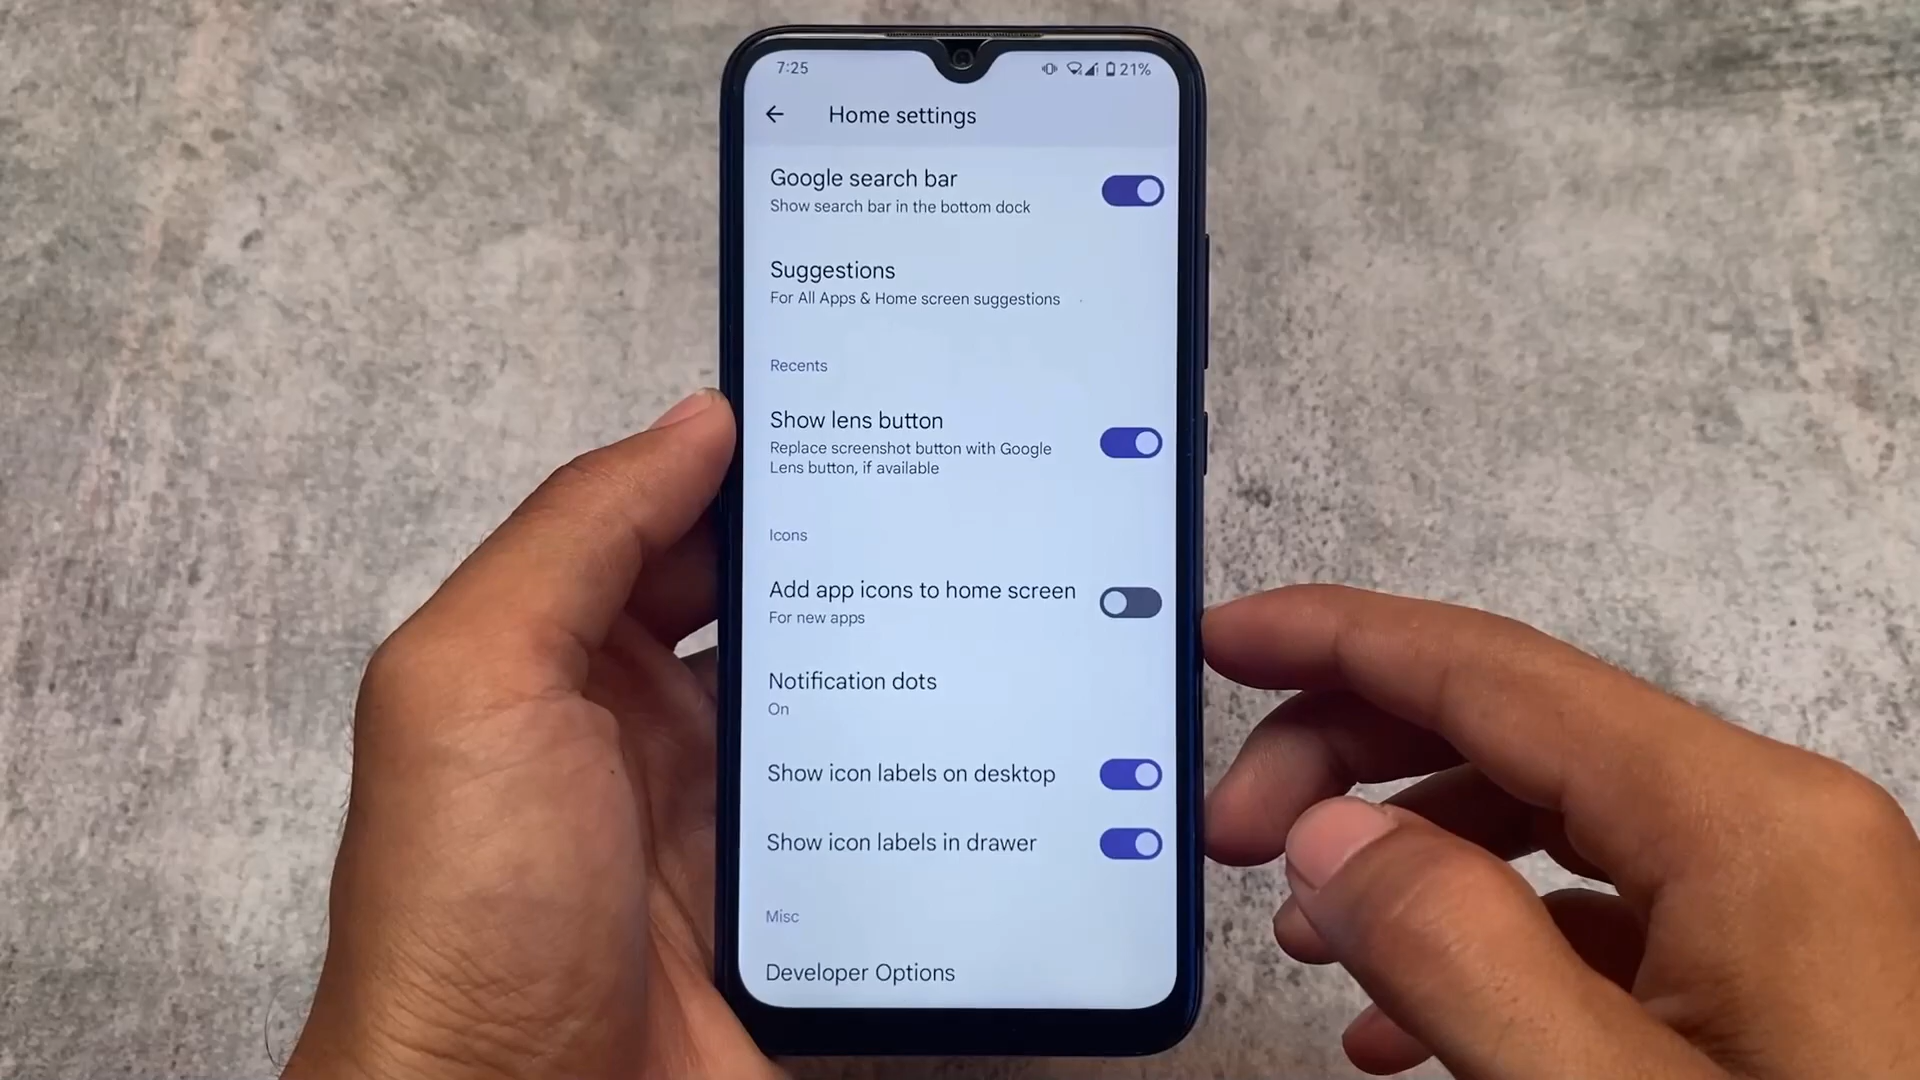 7:25
21%
Home settings
Google search bar
Show search bar in the bottom dock
Suggestions
For All Apps & Home screen suggestions
Recents
Show lens button
Replace screenshot button with Google
Lens button, if available
Icons
Add app icons to home screen
For new apps
Notification dots
On
Show icon labels on desktop
Show icon labels in drawer
Misc
Developer Options